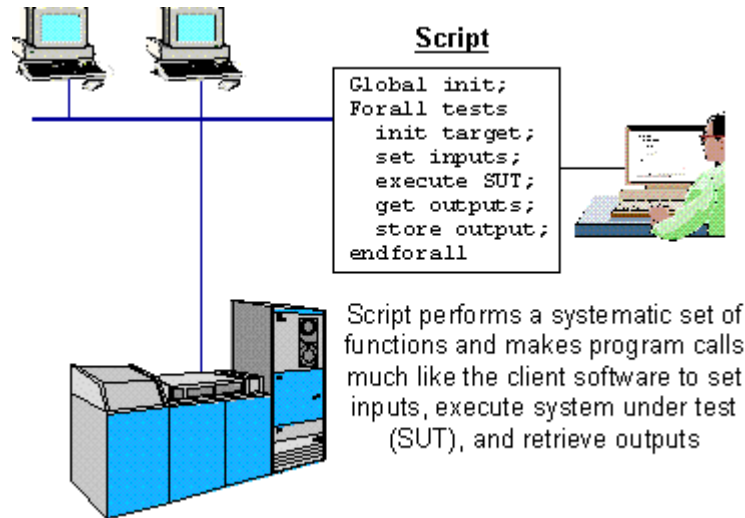 Script
Global init;
Forall tests
init target;
set inputs;
execute SUT;
get outputs;
store output;
endforall
Script performs a systematic set of
functions and makes program calls
much like the client software to set
inputs, execute system under test
(SUT), and retrieve outputs